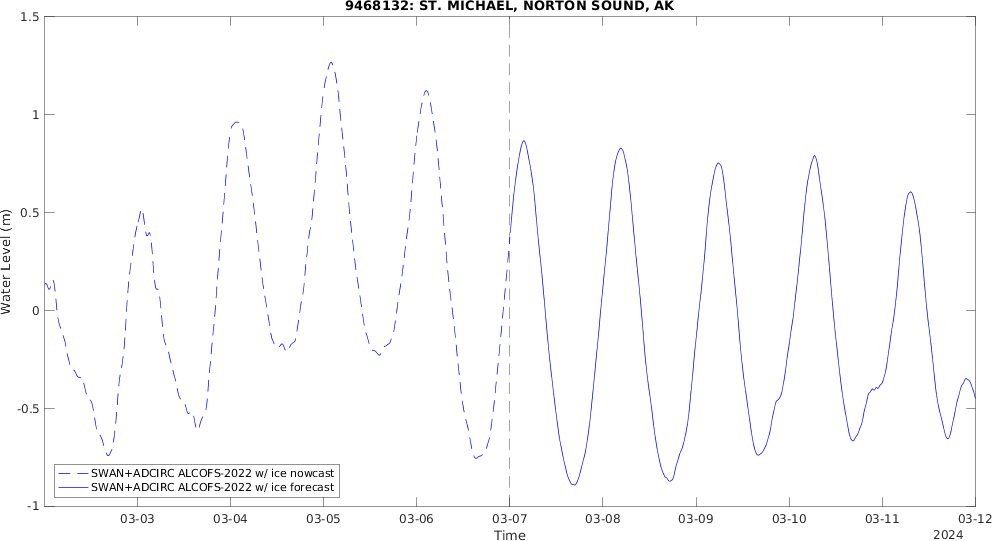 9468132: ST. MICHAEL, NORTON SOUND, AK
Water Level (m)
1.5
1
0.5
0
-0.5
-1
SWAN+ADCIRC ALCOFS-2022 w/ ice nowcast
SWAN+ADCIRC ALCOFS-2022 w/ ice forecast
03-03 03-04 03-05 03-06 03-07 03-08 03-09 03-10 03-11 03-12
Time
2024